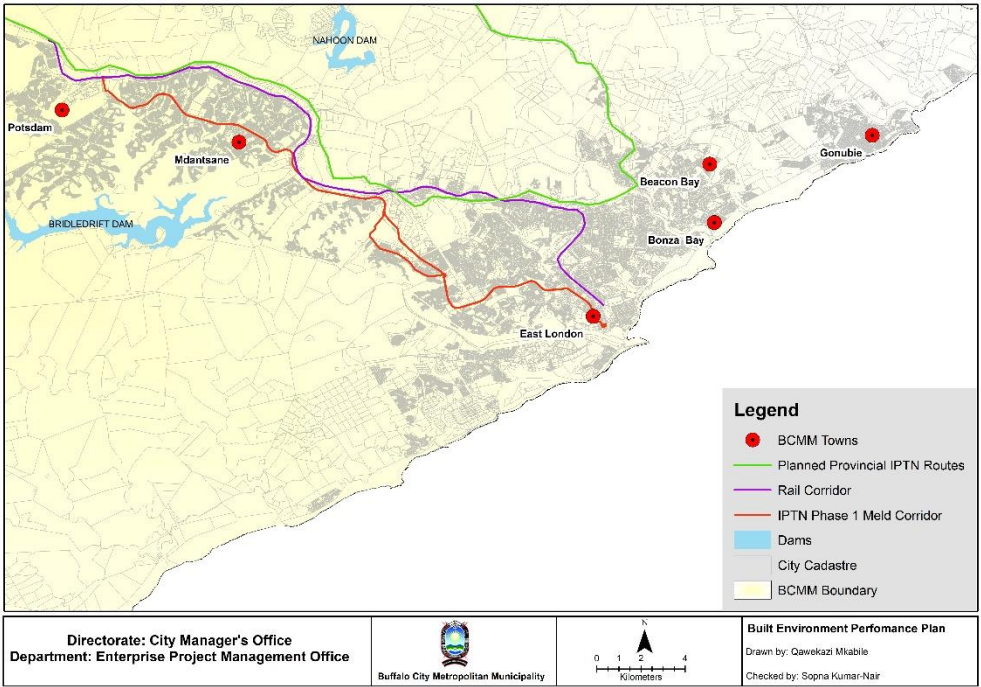 NAHOON DAM
Potsdam
Mdantsane
Gonubie
Beacon Bay
BRIDLEDRIFT DAM
Bonza Bay
East London
Legend
BCMM Towns
Planned Provincial IPTN Routes
Rail Corridor
IPTN Phase 1 Meld Corridor
Dams
City Cadastre
BCMM Boundary
Directorate: City Manager's Office
Department: Enterprise Project Management Office
Buffalo City Metropolitan Municipality
N
0 1 2 4
Kilometers
Built Environment Perfomance Plan
Drawn by: Qawekazi Mkabile
Checked by: Sopna Kumar-Nair